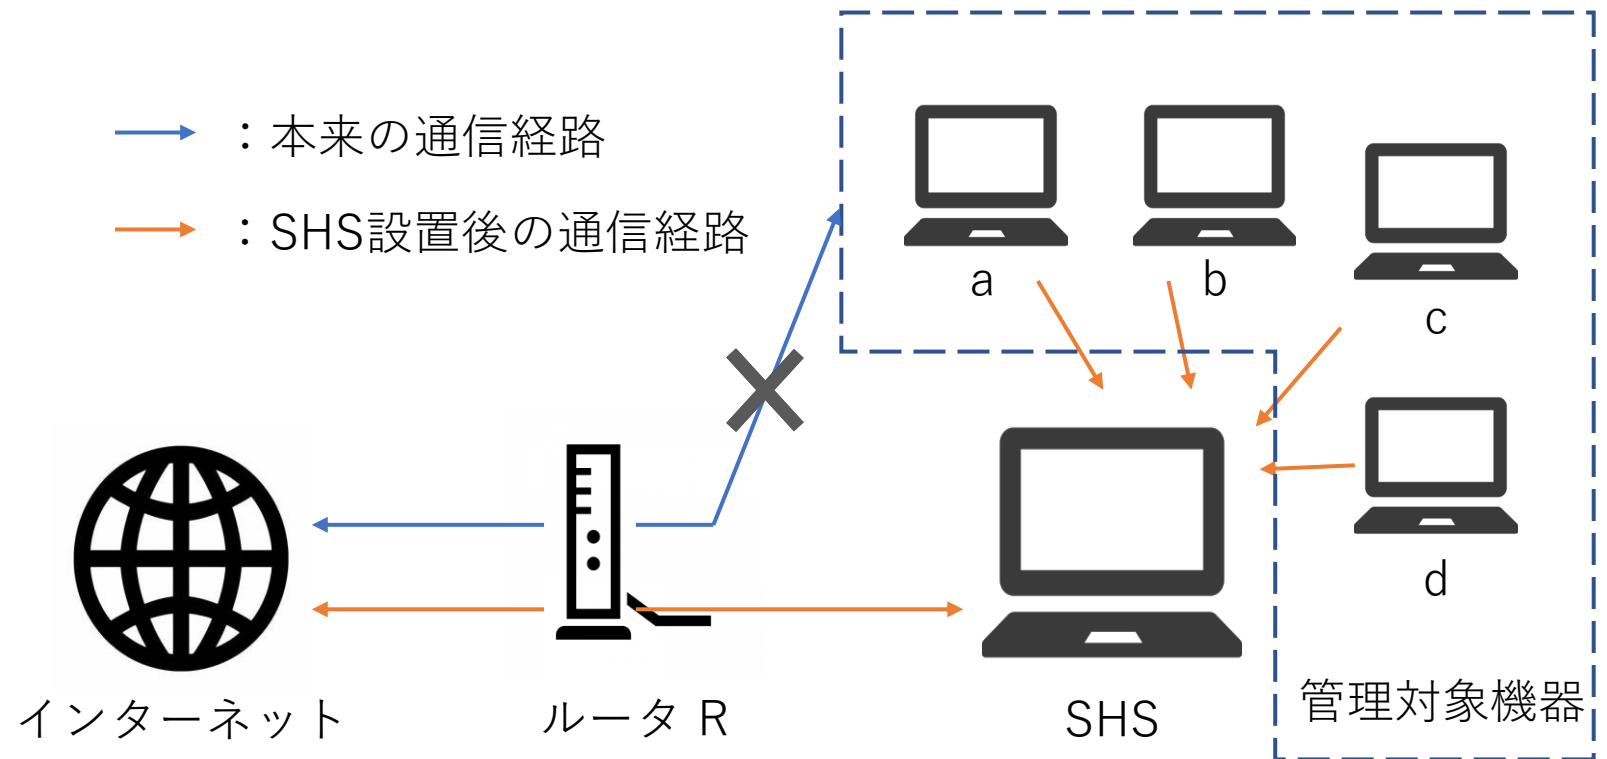 ：本来の通信経路
：SHS設置後の通信経路
a
b
c
d
インターネット
ルータ R
SHS
管理対象機器